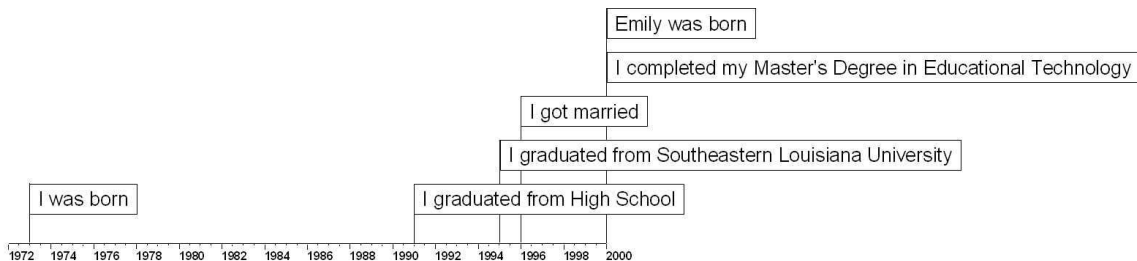 Emily was born
I completed my Master's Degree in Educational Technology
I got married
I graduated from Southeastern Louisiana University
I was born
I graduated from High School
1972 1974 1976 1978 1980 1982 1984 1986 1988 1990 1992 1994 1996 1998 2000